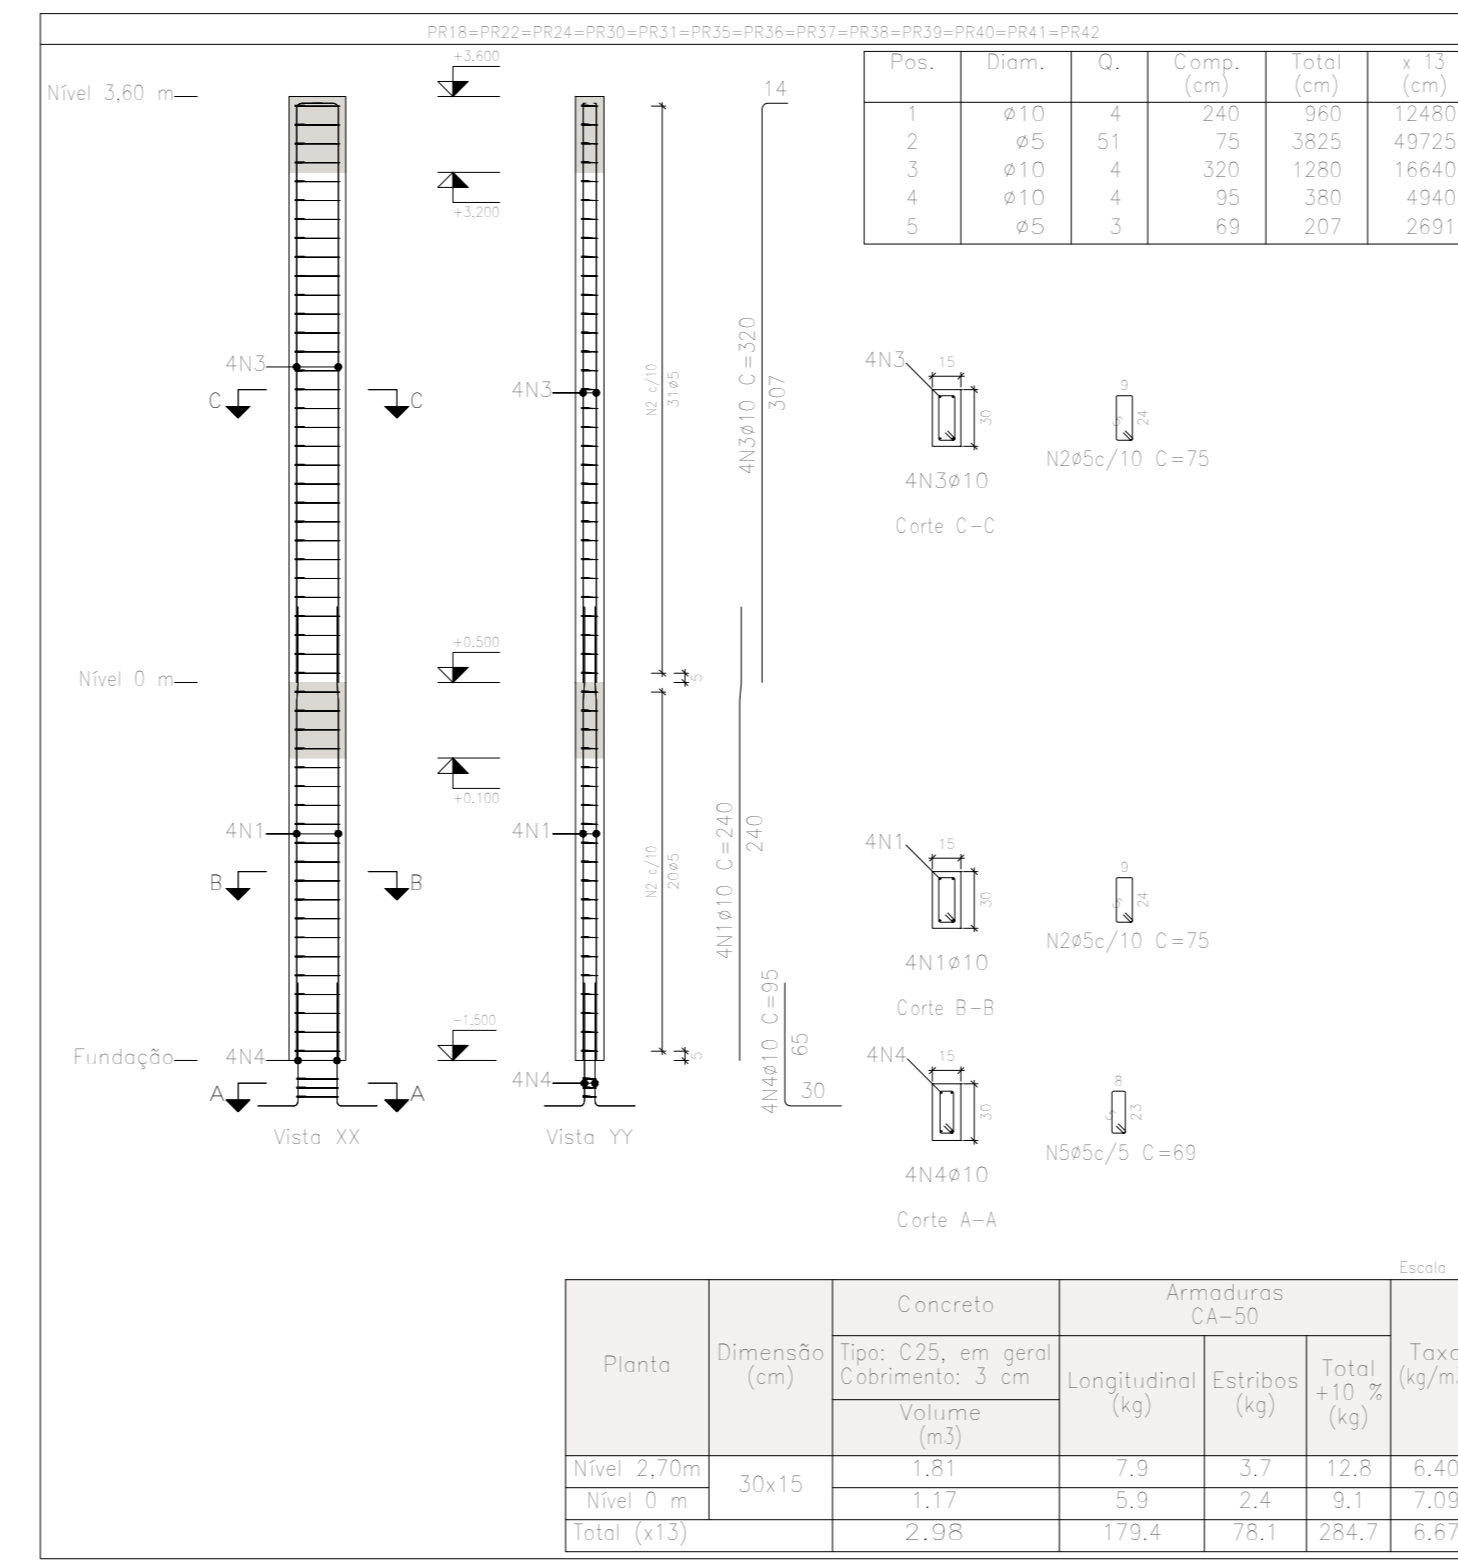 PR18=PR22=PR24=PR30=PR31=PR35=PR36=PR37=PR38=PR39=PR40=PR41=PR42
Pos. Diam. Q. Comp. (cm) Total (cm) x 13 (cm)
1 ø10 4 240 960 12480
2 ø5 51 75 3825 49725
3 ø10 4 320 1280 16640
4 ø10 4 95 380 4940
5 ø5 3 69 207 2691
Nível 3,60 m
+3.600
+3.200
14
4N3
C C
4N3
N2 c/10
31ø5
4N3ø10 C=320
307
4N3
15
30
4N3ø10
Corte C-C
9
24
5
N2ø5c/10 C=75
Nível 0 m
+0.500
+0.100
5
4N1
B B
4N1
N2 c/10
20ø5
4N1ø10 C=240
240
4N1
15
30
4N1ø10
Corte B-B
9
24
5
N2ø5c/10 C=75
Fundação
-1.500
5
4N4
A A
4N4
4N4ø10 C=95
65
30
Vista XX
Vista YY
4N4
15
30
4N4ø10
Corte A-A
8
23
5
N5ø5c/5 C=69
Escala
Planta
Dimensão
(cm)
Concreto
Tipo: C25, em geral
Cobrimento: 3 cm
Volume
(m3)
Armaduras
CA-50
Longitudinal
(kg)
Estribos
(kg)
Total
+10 %
(kg)
Nível 2,70m 30x15 1.81 7.9 3.7 12.8 6.40
Nível 0 m 1.17 5.9 2.4 9.1 7.09
Total (x13) 2.98 179.4 78.1 284.7 6.67